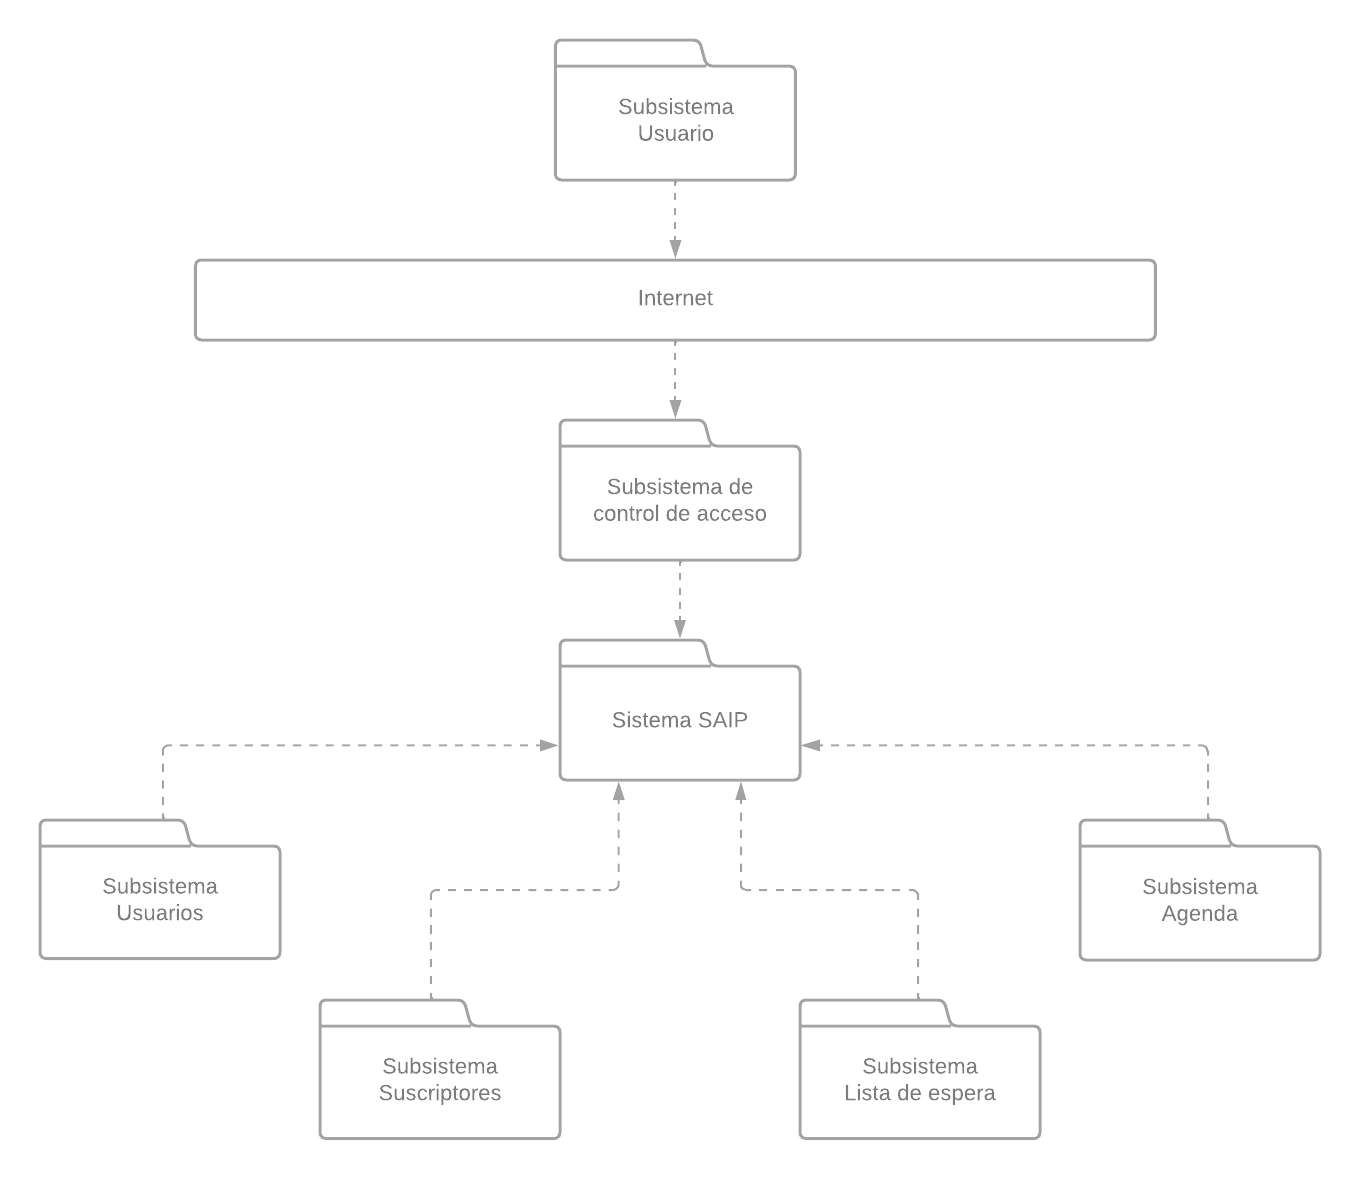 Subsistema
Usuario
Internet
Subsistema de
control de acceso
Sistema SAIP
Subsistema
Usuarios
Subsistema
Agenda
Subsistema
Suscriptores
Subsistema
Lista de espera